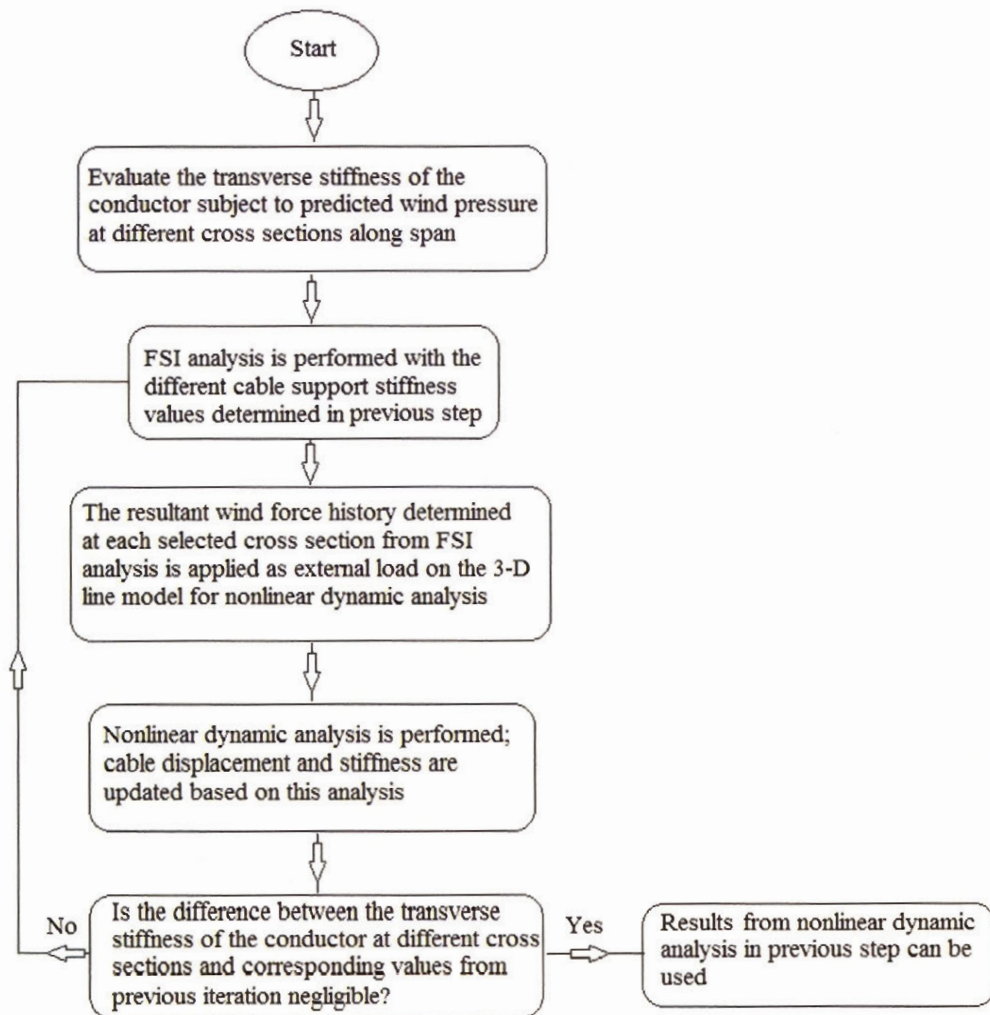 Start
Evaluate the transverse stiffness of the
conductor subject to predicted wind pressure
at different cross sections along span
FSI analysis is performed with the
different cable support stiffness
values determined in previous step
The resultant wind force history determined
at each selected cross section from FSI
analysis is applied as external load on the 3-D
line model for nonlinear dynamic analysis
Nonlinear dynamic analysis is performed;
cable displacement and stiffness are
updated based on this analysis
No
Is the difference between the transverse
stiffness of the conductor at different cross
sections and corresponding values from
previous iteration negligible?
Yes
Results from nonlinear dynamic
analysis in previous step can be
used